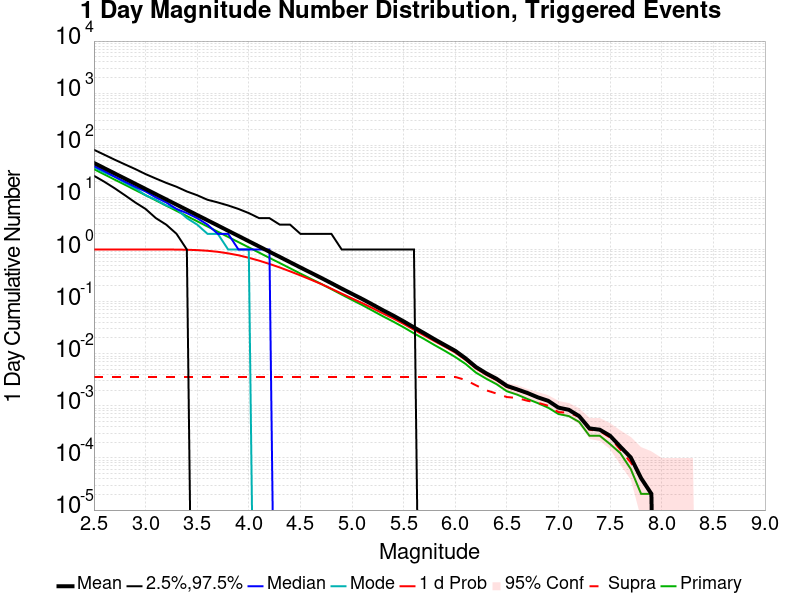 1 Day Magnitude Number Distribution, Triggered Events
1 Day Cumulative Number
10^4
10^3
10^2
10^1
10^0
10^-1
10^-2
10^-3
10^-4
10^-5
2.5 3.0 3.5 4.0 4.5 5.0 5.5 6.0 6.5 7.0 7.5 8.0 8.5 9.0
Magnitude
Mean 2.5%,97.5% Median Mode 1 d Prob 95% Conf Supra Primary